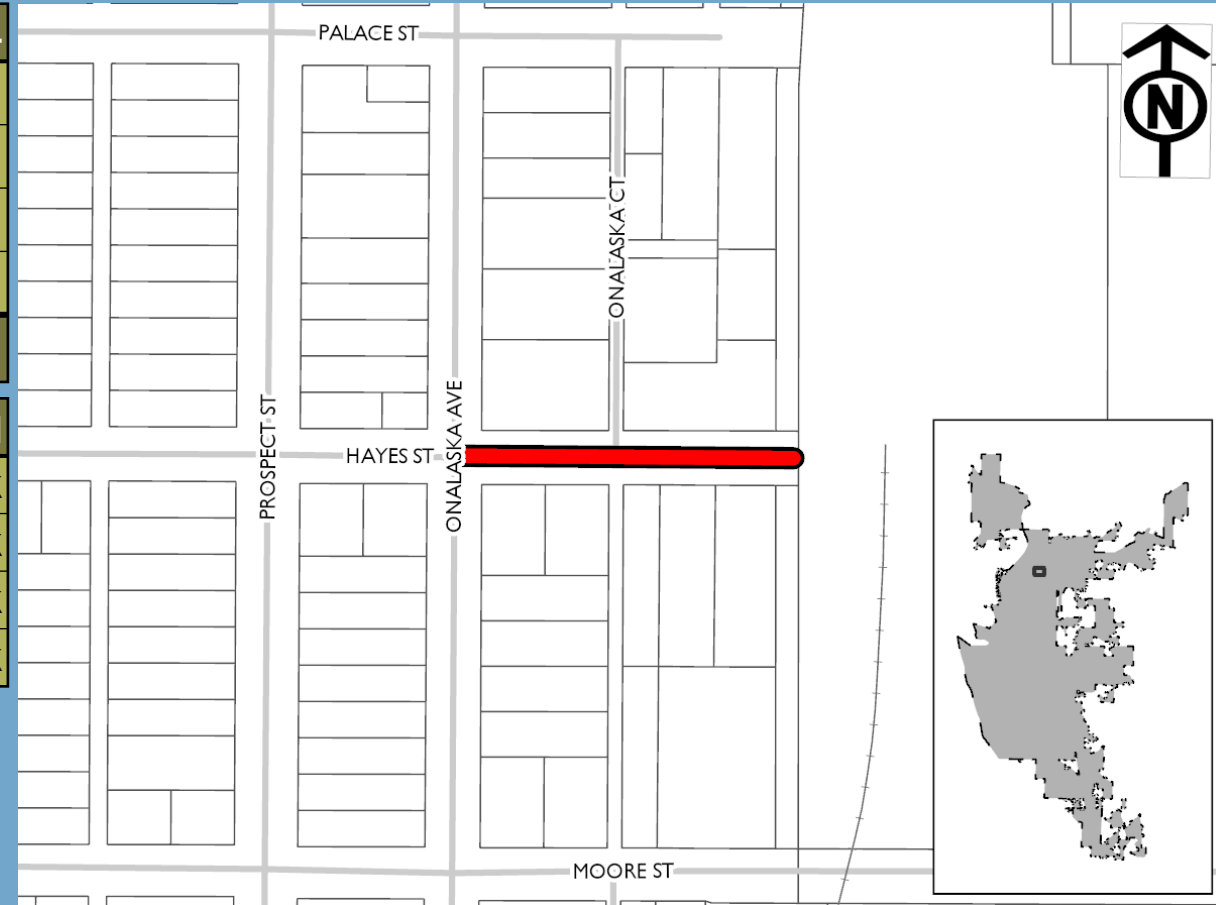 PALACE ST
N
ONALASKA CT
PROSPECT ST
ONALASKA AVE
HAYES ST
MOORE ST